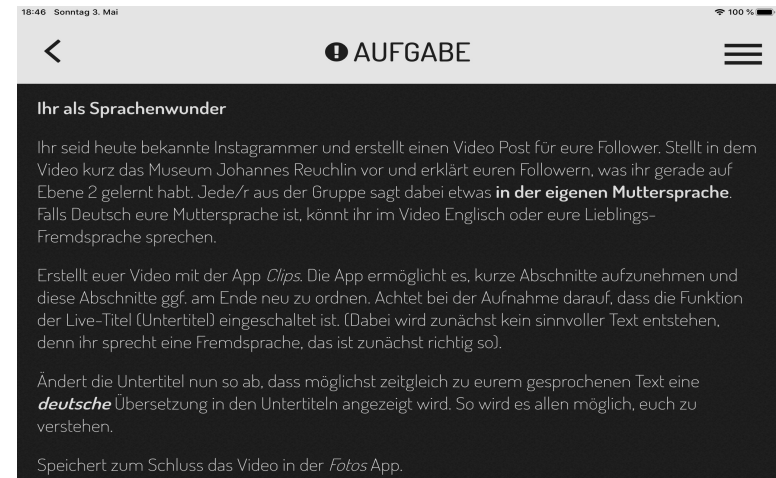 18:46 Sonntag 3. Mai 100 %
AUFGABE
Ihr als Sprachenwunder
Ihr seid heute bekannte Instagrammer und erstellt einen Video Post für eure Follower. Stellt in dem
Video kurz das Museum Johannes Reuchlin vor und erklärt euren Followern, was ihr gerade auf
Ebene 2 gelernt habt. Jede/r aus der Gruppe sagt dabei etwas in der eigenen Muttersprache.
Falls Deutsch eure Muttersprache ist, könnt ihr im Video Englisch oder eure Lieblings-
Fremdsprache sprechen.
Erstellt euer Video mit der App Clips. Die App ermöglicht es, kurze Abschnitte aufzunehmen und
diese Abschnitte ggf. am Ende neu zu ordnen. Achtet bei der Aufnahme darauf, dass die Funktion
der Live-Titel (Untertitel) eingeschaltet ist. (Dabei wird zunächst kein sinnvoller Text entstehen,
denn ihr sprecht eine Fremdsprache, das ist zunächst richtig so).
Ändert die Untertitel nun so ab, dass möglichst zeitgleich zu eurem gesprochenen Text eine
deutsche Übersetzung in den Untertiteln angezeigt wird. So wird es allen möglich, euch zu
verstehen.
Speichert zum Schluss das Video in der Fotos App.